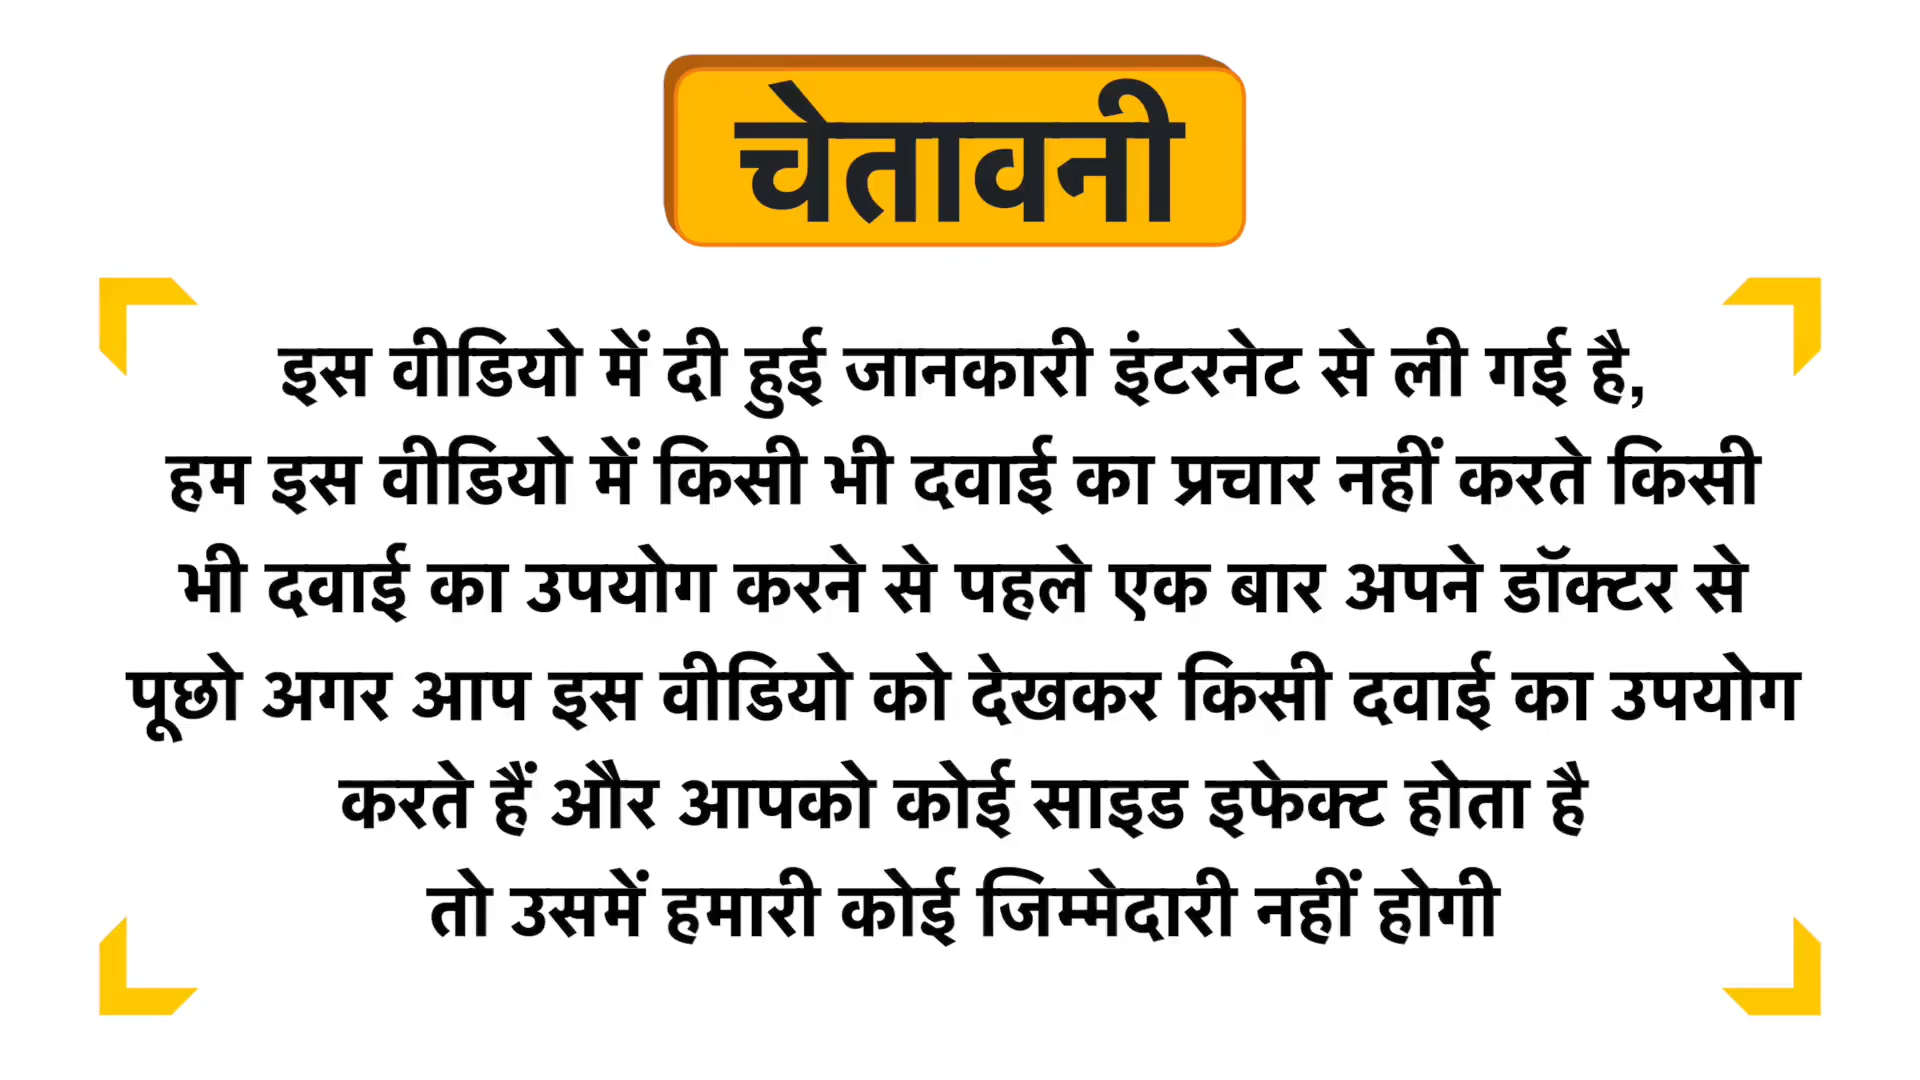 चेतावनी
इस वीडियो में दी हुई जानकारी इंटरनेट से ली गई है,
हम इस वीडियो में किसी भी दवाई का प्रचार नहीं करते किसी
भी दवाई का उपयोग करने से पहले एक बार अपने डॉक्टर से
पूछो अगर आप इस वीडियो को देखकर किसी दवाई का उपयोग
करते हैं और आपको कोई साइड इफेक्ट होता है
तो उसमें हमारी कोई जिम्मेदारी नहीं होगी